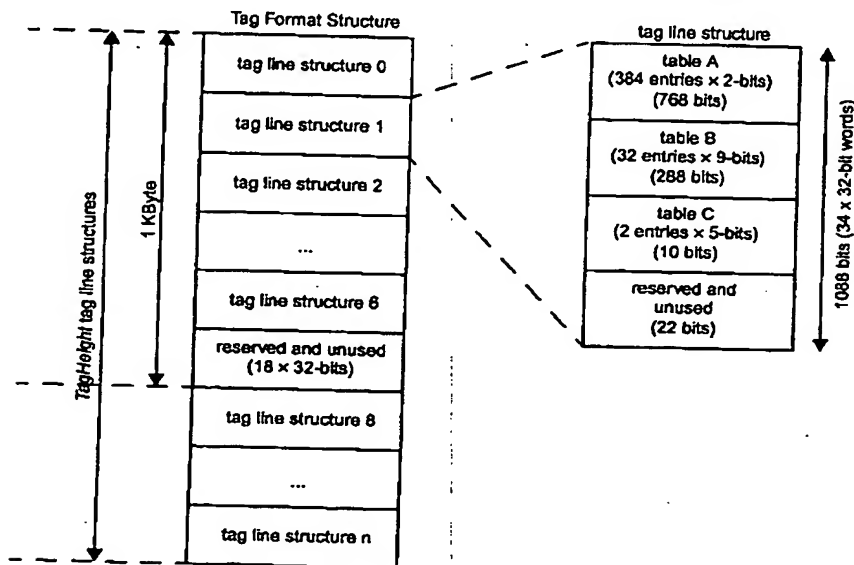 Tag Format Structure
tag line structure 0
tag line structure 1
tag line structure 2
...
tag line structure 6
reserved and unused
(18 × 32-bits)
tag line structure 8
...
tag line structure n
TagHeight tag line structures
1 KByte
tag line structure
table A
(384 entries × 2-bits)
(768 bits)
table B
(32 entries × 9-bits)
(288 bits)
table C
(2 entries × 5-bits)
(10 bits)
reserved and
unused
(22 bits)
1088 bits (34 x 32-bit words)